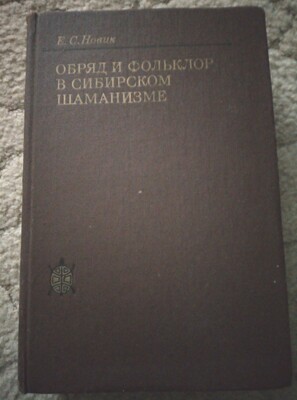 Е. С. Новик
ОБРЯД И ФОЛЬКЛОР
В СИБИРСКОМ
ШАМАНИЗМЕ